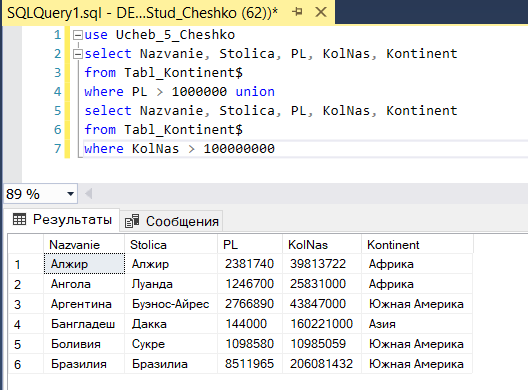 SQLQuery1.sql - DE...Stud_Cheshko (62))*
1 use Ucheb_5_Cheshko
2 select Nazvanie, Stolica, PL, KolNas, Kontinent
3 from Tabl_Kontinent$
4 where PL > 1000000 union
5 select Nazvanie, Stolica, PL, KolNas, Kontinent
6 from Tabl_Kontinent$
7 where KolNas > 100000000
89 %
Результаты Сообщения
Nazvanie Stolica PL KolNas Kontinent
1 Алжир Алжир 2381740 39813722 Африка
2 Ангола Луанда 1246700 25831000 Африка
3 Аргентина Буэнос-Айрес 2766890 43847000 Южная Америка
4 Бангладеш Дакка 144000 160221000 Азия
5 Боливия Сукре 1098580 10985059 Южная Америка
6 Бразилия Бразилиа 8511965 206081432 Южная Америка